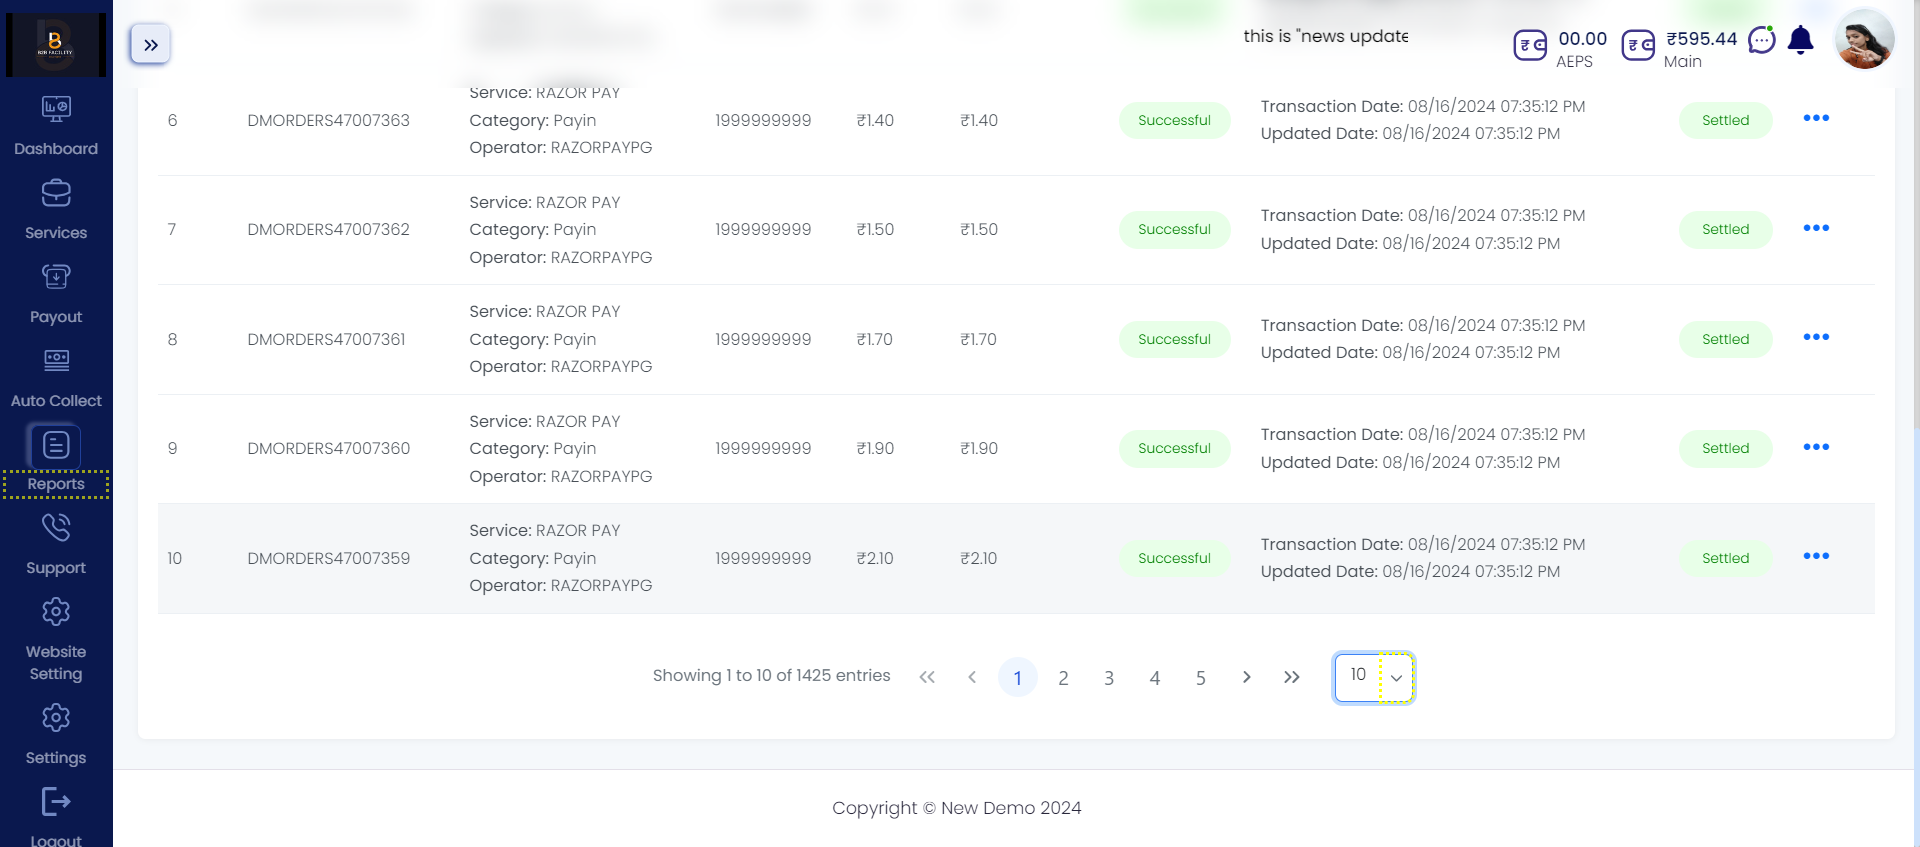 B2B FACILITY
this is "news update
00.00
AEPS
₹595.44
Main
Dashboard
Services
Payout
Auto Collect
Reports
Support
Website
Setting
Settings
Logout
6 DMORDERS47007363 Service: RAZOR PAY
Category: Payin
Operator: RAZORPAYPG 1999999999 ₹1.40 ₹1.40 Successful Transaction Date: 08/16/2024 07:35:12 PM
Updated Date: 08/16/2024 07:35:12 PM Settled
7 DMORDERS47007362 Service: RAZOR PAY
Category: Payin
Operator: RAZORPAYPG 1999999999 ₹1.50 ₹1.50 Successful Transaction Date: 08/16/2024 07:35:12 PM
Updated Date: 08/16/2024 07:35:12 PM Settled
8 DMORDERS47007361 Service: RAZOR PAY
Category: Payin
Operator: RAZORPAYPG 1999999999 ₹1.70 ₹1.70 Successful Transaction Date: 08/16/2024 07:35:12 PM
Updated Date: 08/16/2024 07:35:12 PM Settled
9 DMORDERS47007360 Service: RAZOR PAY
Category: Payin
Operator: RAZORPAYPG 1999999999 ₹1.90 ₹1.90 Successful Transaction Date: 08/16/2024 07:35:12 PM
Updated Date: 08/16/2024 07:35:12 PM Settled
10 DMORDERS47007359 Service: RAZOR PAY
Category: Payin
Operator: RAZORPAYPG 1999999999 ₹2.10 ₹2.10 Successful Transaction Date: 08/16/2024 07:35:12 PM
Updated Date: 08/16/2024 07:35:12 PM Settled
Showing 1 to 10 of 1425 entries 1 2 3 4 5 10
Copyright © New Demo 2024